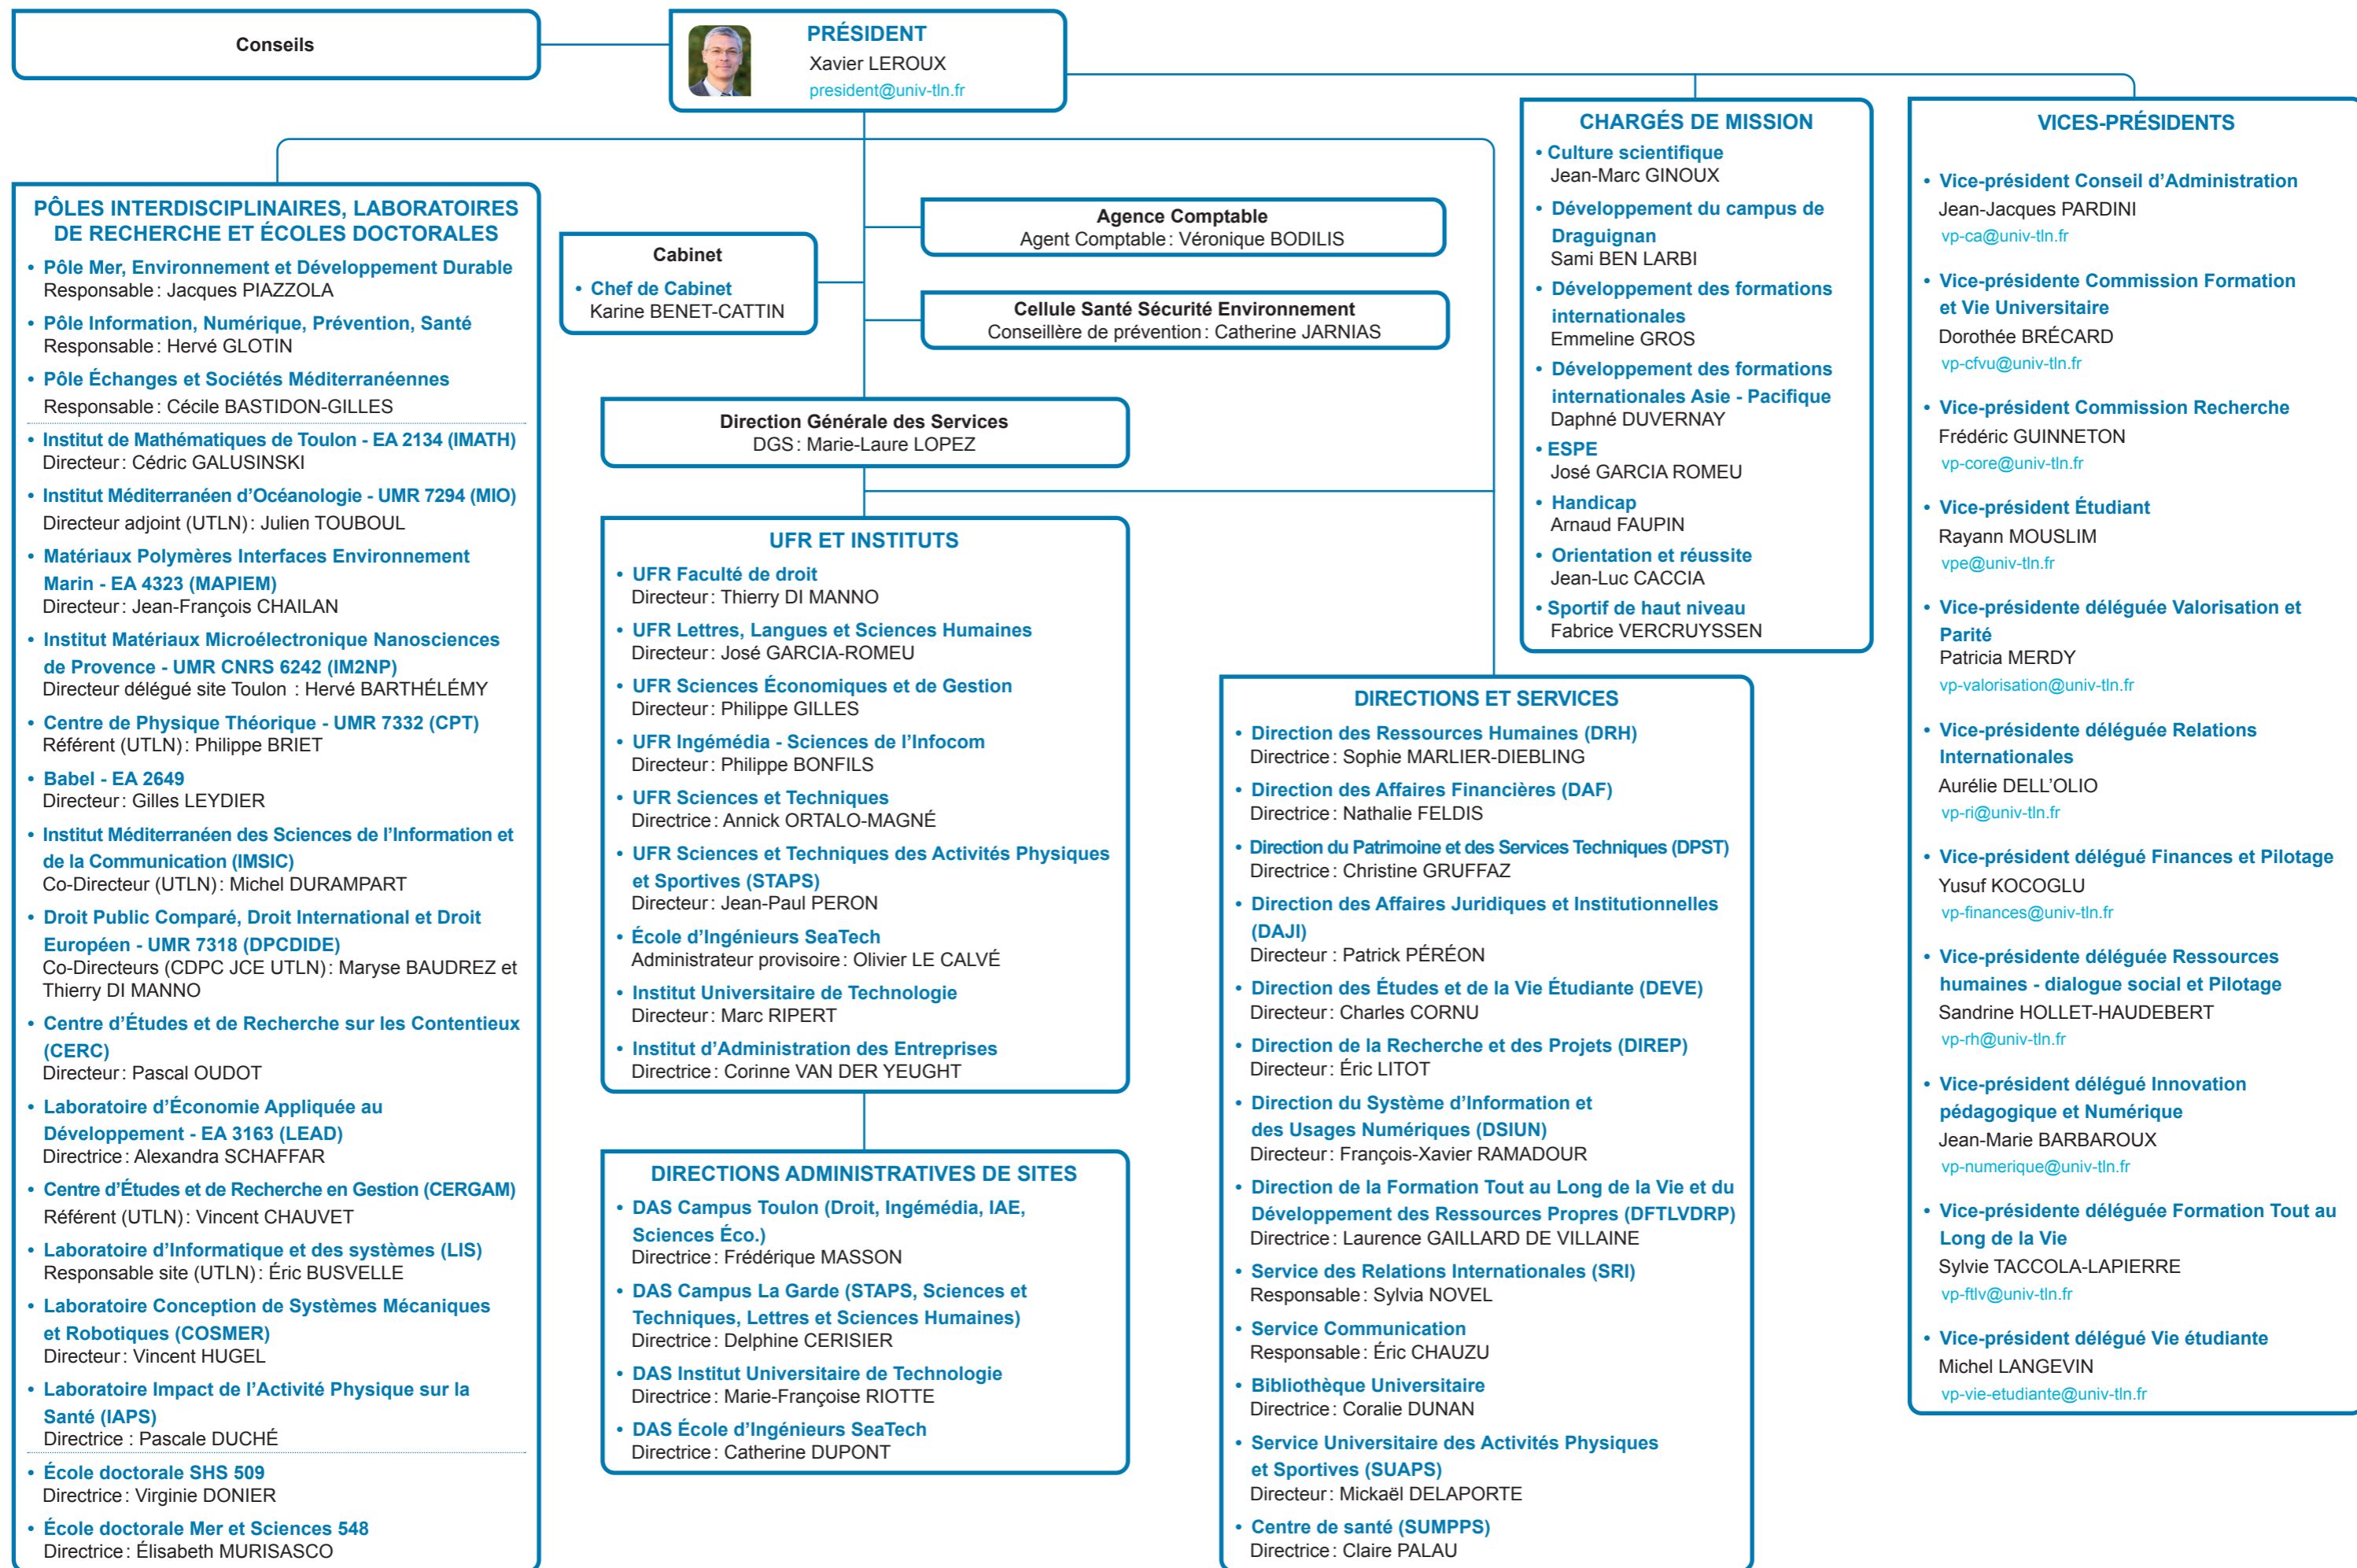 Conseils
PRÉSIDENT
Xavier LEROUX
president@univ-tln.fr
PÔLES INTERDISCIPLINAIRES, LABORATOIRES
DE RECHERCHE ET ÉCOLES DOCTORALES
• Pôle Mer, Environnement et Développement Durable
Responsable : Jacques PIAZZOLA
• Pôle Information, Numérique, Prévention, Santé
Responsable : Hervé GLOTIN
• Pôle Échanges et Sociétés Méditerranéennes
Responsable : Cécile BASTIDON-GILLES
• Institut de Mathématiques de Toulon - EA 2134 (IMATH)
Directeur : Cédric GALUSINSKI
• Institut Méditerranéen d'Océanologie - UMR 7294 (MIO)
Directeur adjoint (UTLN) : Julien TOUBOUL
• Matériaux Polymères Interfaces Environnement
Marin - EA 4323 (MAPIEM)
Directeur : Jean-François CHAILAN
• Institut Matériaux Microélectronique Nanosciences
de Provence - UMR CNRS 6242 (IM2NP)
Directeur délégué site Toulon : Hervé BARTHÉLÉMY
• Centre de Physique Théorique - UMR 7332 (CPT)
Référent (UTLN) : Philippe BRIET
• Babel - EA 2649
Directeur : Gilles LEYDIER
• Institut Méditerranéen des Sciences de l'Information et
de la Communication (IMSIC)
Co-Directeur (UTLN) : Michel DURAMPART
• Droit Public Comparé, Droit International et Droit
Européen - UMR 7318 (DPCDIDE)
Co-Directeurs (CDPC JCE UTLN) : Maryse BAUDREZ et
Thierry DI MANNO
• Centre d'Études et de Recherche sur les Contentieux
(CERC)
Directeur : Pascal OUDOT
• Laboratoire d'Économie Appliquée au
Développement - EA 3163 (LEAD)
Directrice : Alexandra SCHAFFAR
• Centre d'Études et de Recherche en Gestion (CERGAM)
Référent (UTLN) : Vincent CHAUVET
• Laboratoire d'Informatique et des systèmes (LIS)
Responsable site (UTLN) : Éric BUSVELLE
• Laboratoire Conception de Systèmes Mécaniques
et Robotiques (COSMER)
Directeur : Vincent HUGEL
• Laboratoire Impact de l'Activité Physique sur la
Santé (IAPS)
Directrice : Pascale DUCHÉ
• École doctorale SHS 509
Directrice : Virginie DONIER
• École doctorale Mer et Sciences 548
Directrice : Élisabeth MURISASCO
Cabinet
• Chef de Cabinet
Karine BENET-CATTIN
Agence Comptable
Agent Comptable : Véronique BODILIS
Cellule Santé Sécurité Environnement
Conseillère de prévention : Catherine JARNIAS
Direction Générale des Services
DGS : Marie-Laure LOPEZ
UFR ET INSTITUTS
• UFR Faculté de droit
Directeur : Thierry DI MANNO
• UFR Lettres, Langues et Sciences Humaines
Directeur : José GARCIA-ROMEU
• UFR Sciences Économiques et de Gestion
Directeur : Philippe GILLES
• UFR Ingémédia - Sciences de l'Infocom
Directeur : Philippe BONFILS
• UFR Sciences et Techniques
Directrice : Annick ORTALO-MAGNÉ
• UFR Sciences et Techniques des Activités Physiques
et Sportives (STAPS)
Directeur : Jean-Paul PERON
• École d'Ingénieurs SeaTech
Administrateur provisoire : Olivier LE CALVÉ
• Institut Universitaire de Technologie
Directeur : Marc RIPERT
• Institut d'Administration des Entreprises
Directrice : Corinne VAN DER YEUGHT
DIRECTIONS ADMINISTRATIVES DE SITES
• DAS Campus Toulon (Droit, Ingémédia, IAE,
Sciences Éco.)
Directrice : Frédérique MASSON
• DAS Campus La Garde (STAPS, Sciences et
Techniques, Lettres et Sciences Humaines)
Directrice : Delphine CERISIER
• DAS Institut Universitaire de Technologie
Directrice : Marie-Françoise RIOTTE
• DAS École d'Ingénieurs SeaTech
Directrice : Catherine DUPONT
CHARGÉS DE MISSION
• Culture scientifique
Jean-Marc GINOUX
• Développement du campus de
Draguignan
Sami BEN LARBI
• Développement des formations
internationales
Emmeline GROS
• Développement des formations
internationales Asie - Pacifique
Daphné DUVERNAY
• ESPE
José GARCIA ROMEU
• Handicap
Arnaud FAUPIN
• Orientation et réussite
Jean-Luc CACCIA
• Sportif de haut niveau
Fabrice VERCRUYSSEN
DIRECTIONS ET SERVICES
• Direction des Ressources Humaines (DRH)
Directrice : Sophie MARLIER-DIEBLING
• Direction des Affaires Financières (DAF)
Directrice : Nathalie FELDIS
• Direction du Patrimoine et des Services Techniques (DPST)
Directrice : Christine GRUFFAZ
• Direction des Affaires Juridiques et Institutionnelles
(DAJI)
Directeur : Patrick PÉRÉON
• Direction des Études et de la Vie Étudiante (DEVE)
Directeur : Charles CORNU
• Direction de la Recherche et des Projets (DIREP)
Directeur : Éric LITOT
• Direction du Système d'Information et
des Usages Numériques (DSIUN)
Directeur : François-Xavier RAMADOUR
• Direction de la Formation Tout au Long de la Vie et du
Développement des Ressources Propres (DFTLVDRP)
Directrice : Laurence GAILLARD DE VILLAINE
• Service des Relations Internationales (SRI)
Responsable : Sylvia NOVEL
• Service Communication
Responsable : Éric CHAUZU
• Bibliothèque Universitaire
Directrice : Coralie DUNAN
• Service Universitaire des Activités Physiques
et Sportives (SUAPS)
Directeur : Mickaël DELAPORTE
• Centre de santé (SUMPPS)
Directrice : Claire PALAU
VICES-PRÉSIDENTS
• Vice-président Conseil d'Administration
Jean-Jacques PARDINI
vp-ca@univ-tln.fr
• Vice-présidente Commission Formation
et Vie Universitaire
Dorothée BRÉCARD
vp-cfvu@univ-tln.fr
• Vice-président Commission Recherche
Frédéric GUINNETON
vp-core@univ-tln.fr
• Vice-président Étudiant
Rayann MOUSLIM
vpe@univ-tln.fr
• Vice-présidente déléguée Valorisation et
Parité
Patricia MERDY
vp-valorisation@univ-tln.fr
• Vice-présidente déléguée Relations
Internationales
Aurélie DELL'OLIO
vp-ri@univ-tln.fr
• Vice-président délégué Finances et Pilotage
Yusuf KOCOGLU
vp-finances@univ-tln.fr
• Vice-présidente déléguée Ressources
humaines - dialogue social et Pilotage
Sandrine HOLLET-HAUDEBERT
vp-rh@univ-tln.fr
• Vice-président délégué Innovation
pédagogique et Numérique
Jean-Marie BARBAROUX
vp-numerique@univ-tln.fr
• Vice-présidente déléguée Formation Tout au
Long de la Vie
Sylvie TACCOLA-LAPIERRE
vp-ftlv@univ-tln.fr
• Vice-président délégué Vie étudiante
Michel LANGEVIN
vp-vie-etudiante@univ-tln.fr